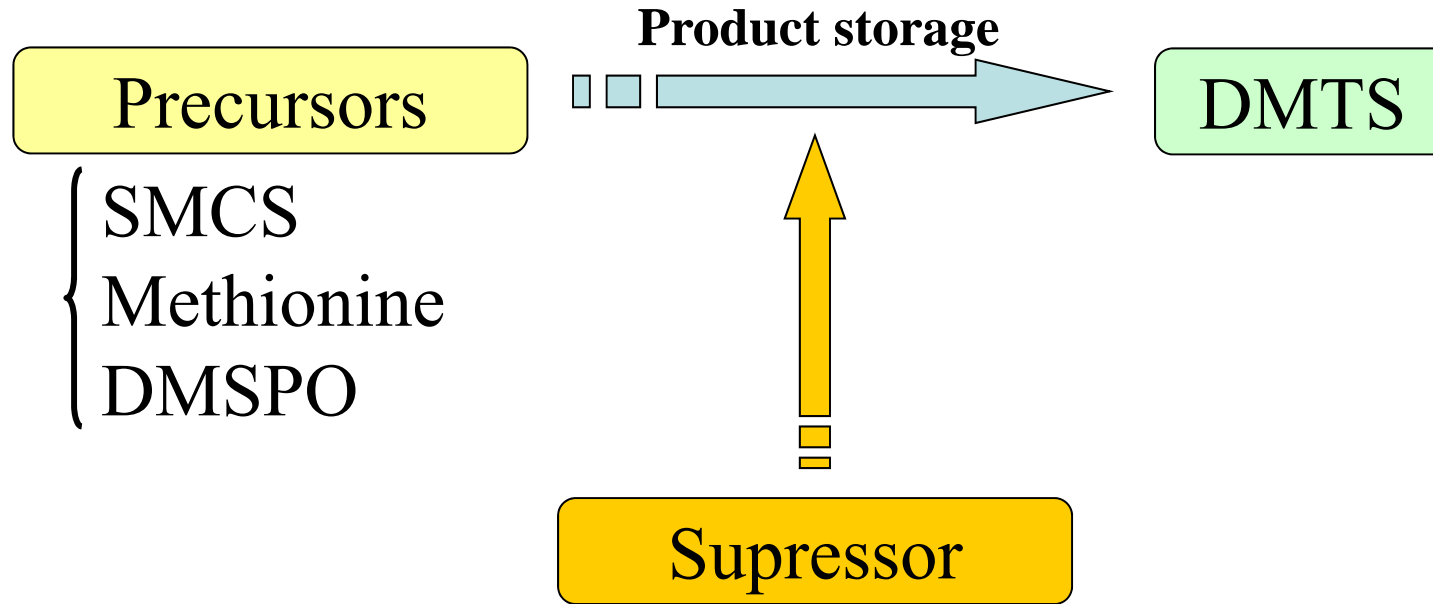 Product storage
Precursors
DMTS
SMCS
Methionine
DMSPO
Supressor